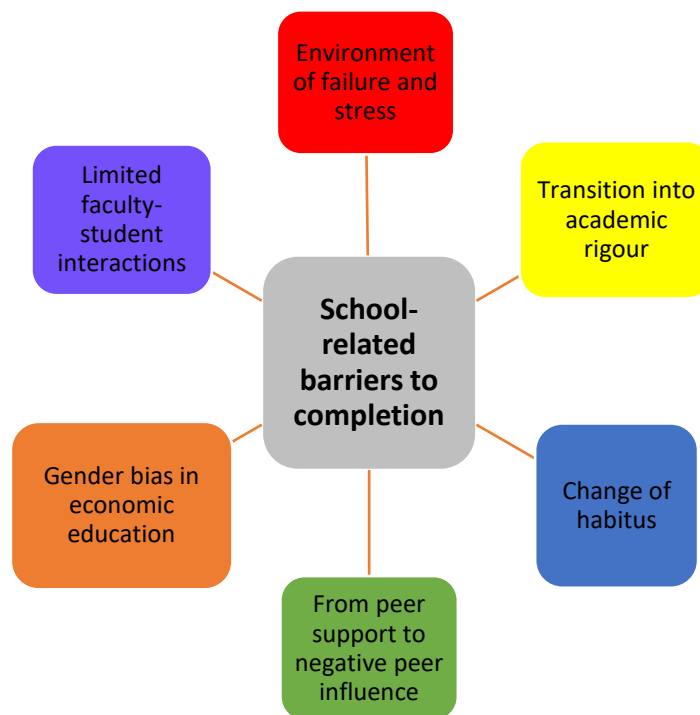 Environment
of failure and
stress
Limited
faculty-
student
interactions
Transition into
academic
rigour
School-
related
barriers to
completion
Gender bias in
economic
education
Change of
habitus
From peer
support to
negative peer
influence